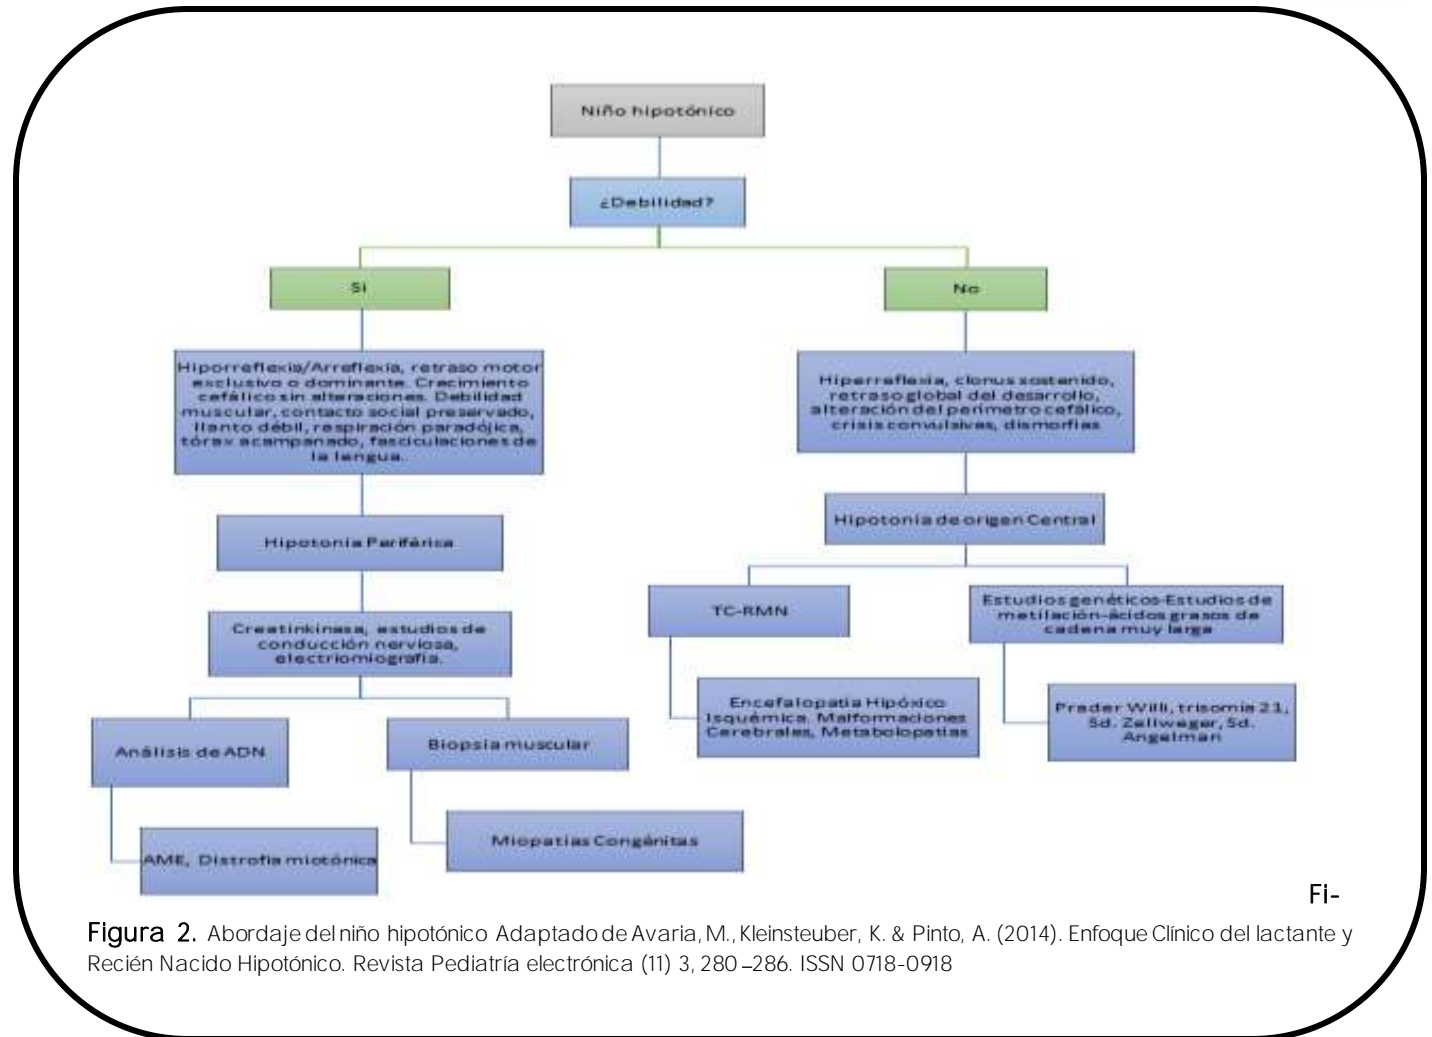 Niño hipotónico
¿Debilidad?
Si
No
Hiporreflexia/Arreflexia, retraso motor
exclusivo o dominante. Crecimiento
cefálico sin alteraciones. Debilidad
muscular, contacto social preservado,
llanto débil, respiración paradójica,
tórax acampanado, fasciculaciones de
la lengua.
Hiperreflexia, clonus sostenido,
retraso global del desarrollo,
alteración del perímetro cefálico,
crisis convulsivas, dismorfias
Hipotonía Periférica
Hipotonía de origen Central
Creatinkinasa, estudios de
conducción nerviosa,
electriomiografia.
TC-RMN
Estudios genéticos-Estudios de
metilación-ácidos grasos de
cadena muy larga
Análisis de ADN
Biopsia muscular
Encefalopatía Hipóxico
Isquémica. Malformaciones
Cerebrales, Metabolopatias
Prader Willi, trisomia 21,
Sd. Zellweger, Sd.
Angelman
AME, Distrofia miotónica
Miopatías Congénitas
Fi-
Figura 2. Abordaje del niño hipotónico Adaptado de Avaria, M., Kleinsteuber, K. & Pinto, A. (2014). Enfoque Clínico del lactante y
Recién Nacido Hipotónico. Revista Pediatría electrónica (11) 3, 280–286. ISSN 0718-0918